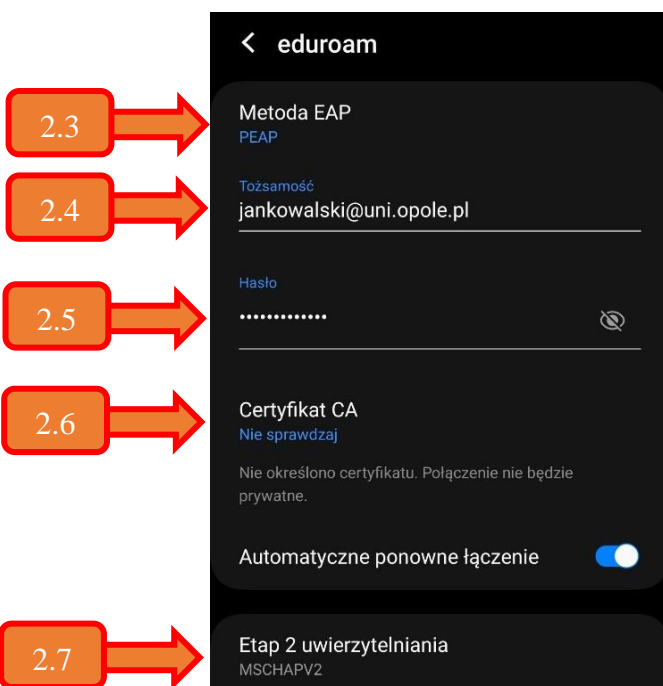 eduroam
2.3
Metoda EAP
PEAP
2.4
Tożsamość
jankowalski@uni.opole.pl
2.5
Hasło
•••••••••••••
2.6
Certyfikat CA
Nie sprawdzaj
Nie określono certyfikatu. Połączenie nie będzie
prywatne.
Automatyczne ponowne łączenie
2.7
Etap 2 uwierzytelniania
MSCHAPV2